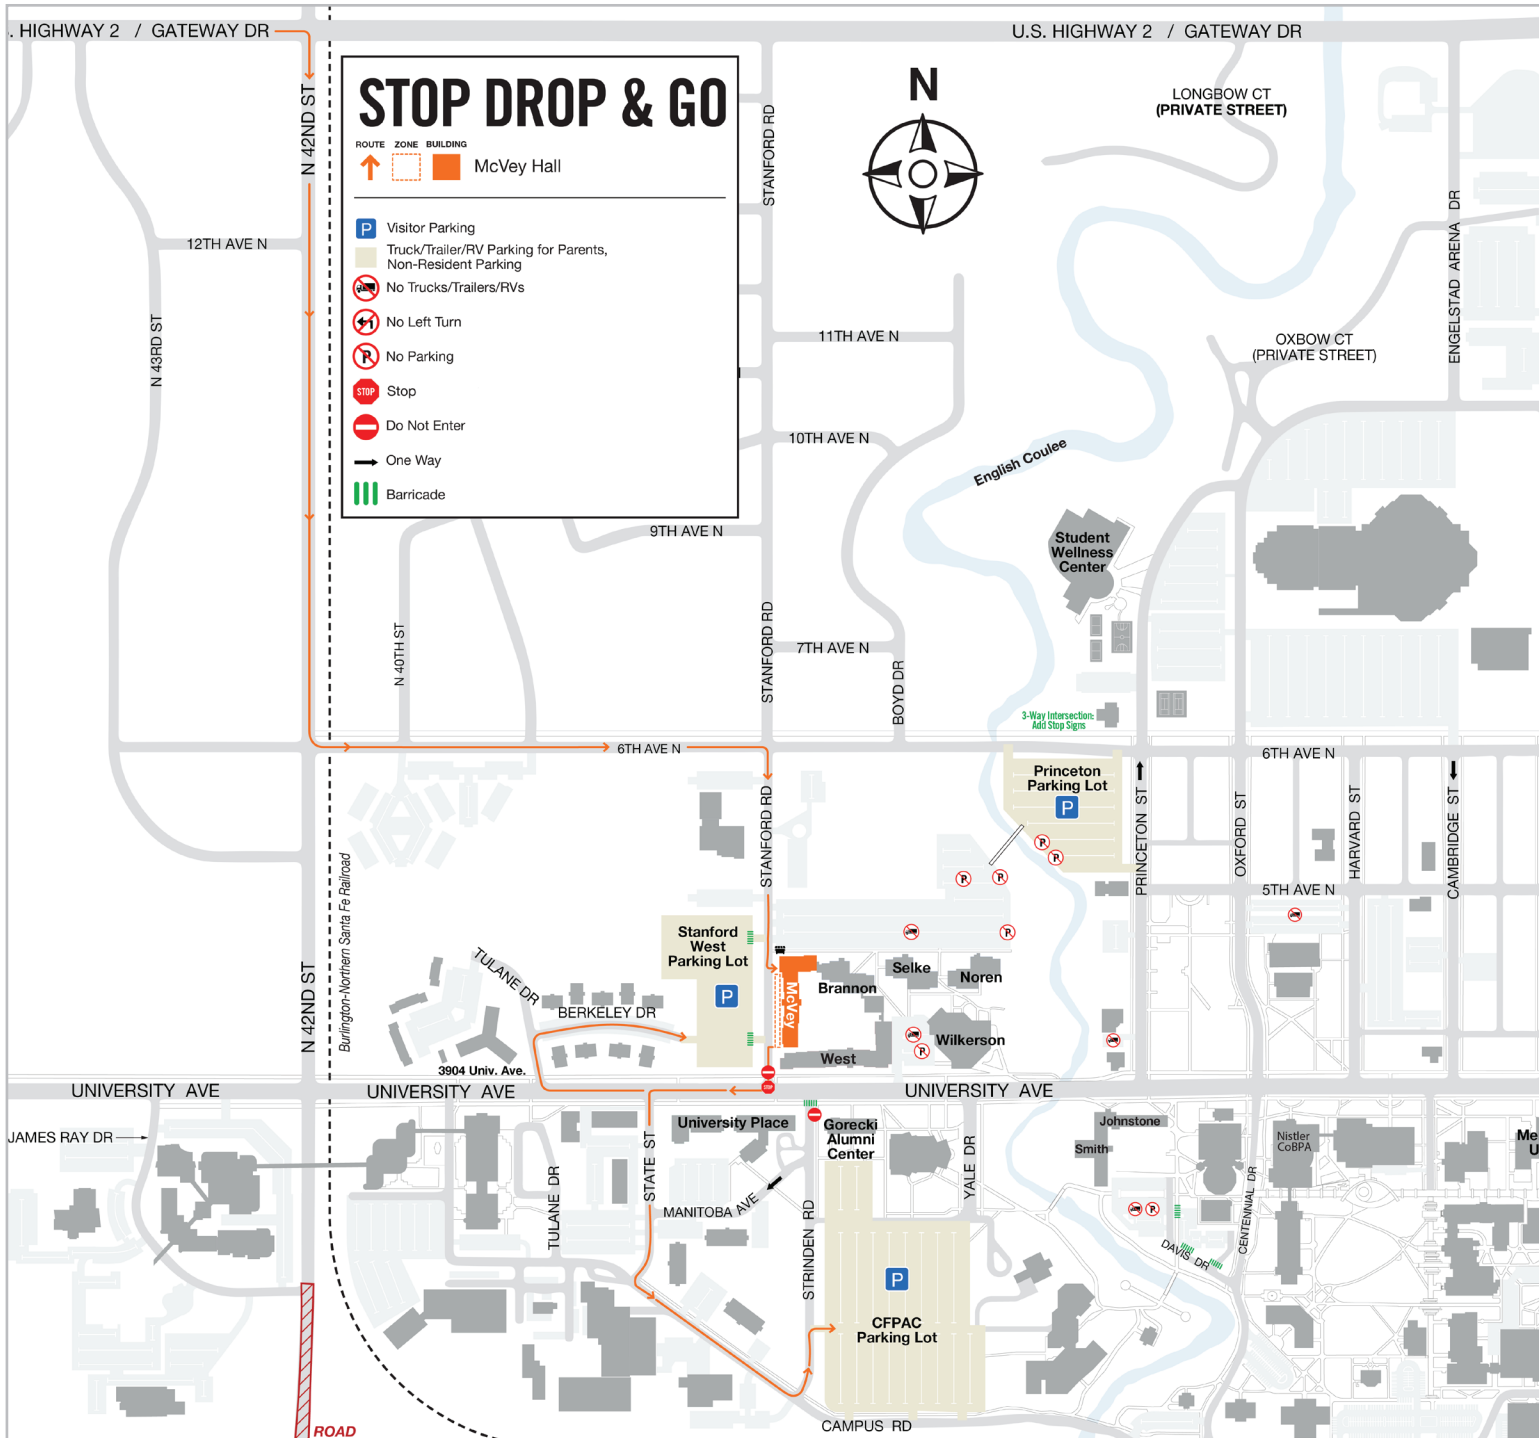 . HIGHWAY 2 / GATEWAY DR
U.S. HIGHWAY 2 / GATEWAY DR
STOP DROP & GO
ROUTE ZONE BUILDING
McVey Hall
P Visitor Parking
Truck/Trailer/RV Parking for Parents,
Non-Resident Parking
No Trucks/Trailers/RVs
No Left Turn
P No Parking
STOP Stop
Do Not Enter
One Way
Barricade
N
LONGBOW CT
(PRIVATE STREET)
N 42ND ST
STANFORD RD
ENGELSTAD ARENA DR
12TH AVE N
N 43RD ST
11TH AVE N
OXBOW CT
(PRIVATE STREET)
10TH AVE N
English Coulee
9TH AVE N
Student
Wellness
Center
N 40TH ST
STANFORD RD
7TH AVE N
BOYD DR
3-Way Intersection:
Add Stop Signs
6TH AVE N
6TH AVE N
Princeton
Parking Lot
P
P
P
PRINCETON ST
OXFORD ST
HARVARD ST
CAMBRIDGE ST
STANFORD RD
5TH AVE N
Burlington-Northern Santa Fe Railroad
P
P
P
Stanford
West
Parking Lot
P
TULANE DR
BERKELEY DR
McVey
Brannon
Selke
Noren
Wilkerson
P
West
N 42ND ST
3904 Univ. Ave.
UNIVERSITY AVE
UNIVERSITY AVE
UNIVERSITY AVE
STOP
JAMES RAY DR
University Place
Gorecki
Alumni
Center
Johnstone
Smith
Nistler
CoBPA
Me
U
TULANE DR
STATE ST
MANITOBA AVE
STRINDEN RD
YALE DR
P
DAVIS DR
CENTENNIAL DR
P
CFPAC
Parking Lot
CAMPUS RD
ROAD